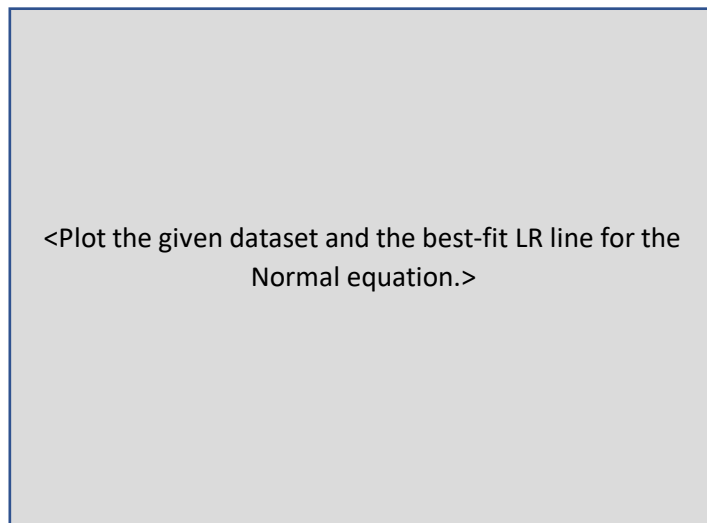 <Plot the given dataset and the best-fit LR line for the
Normal equation.>